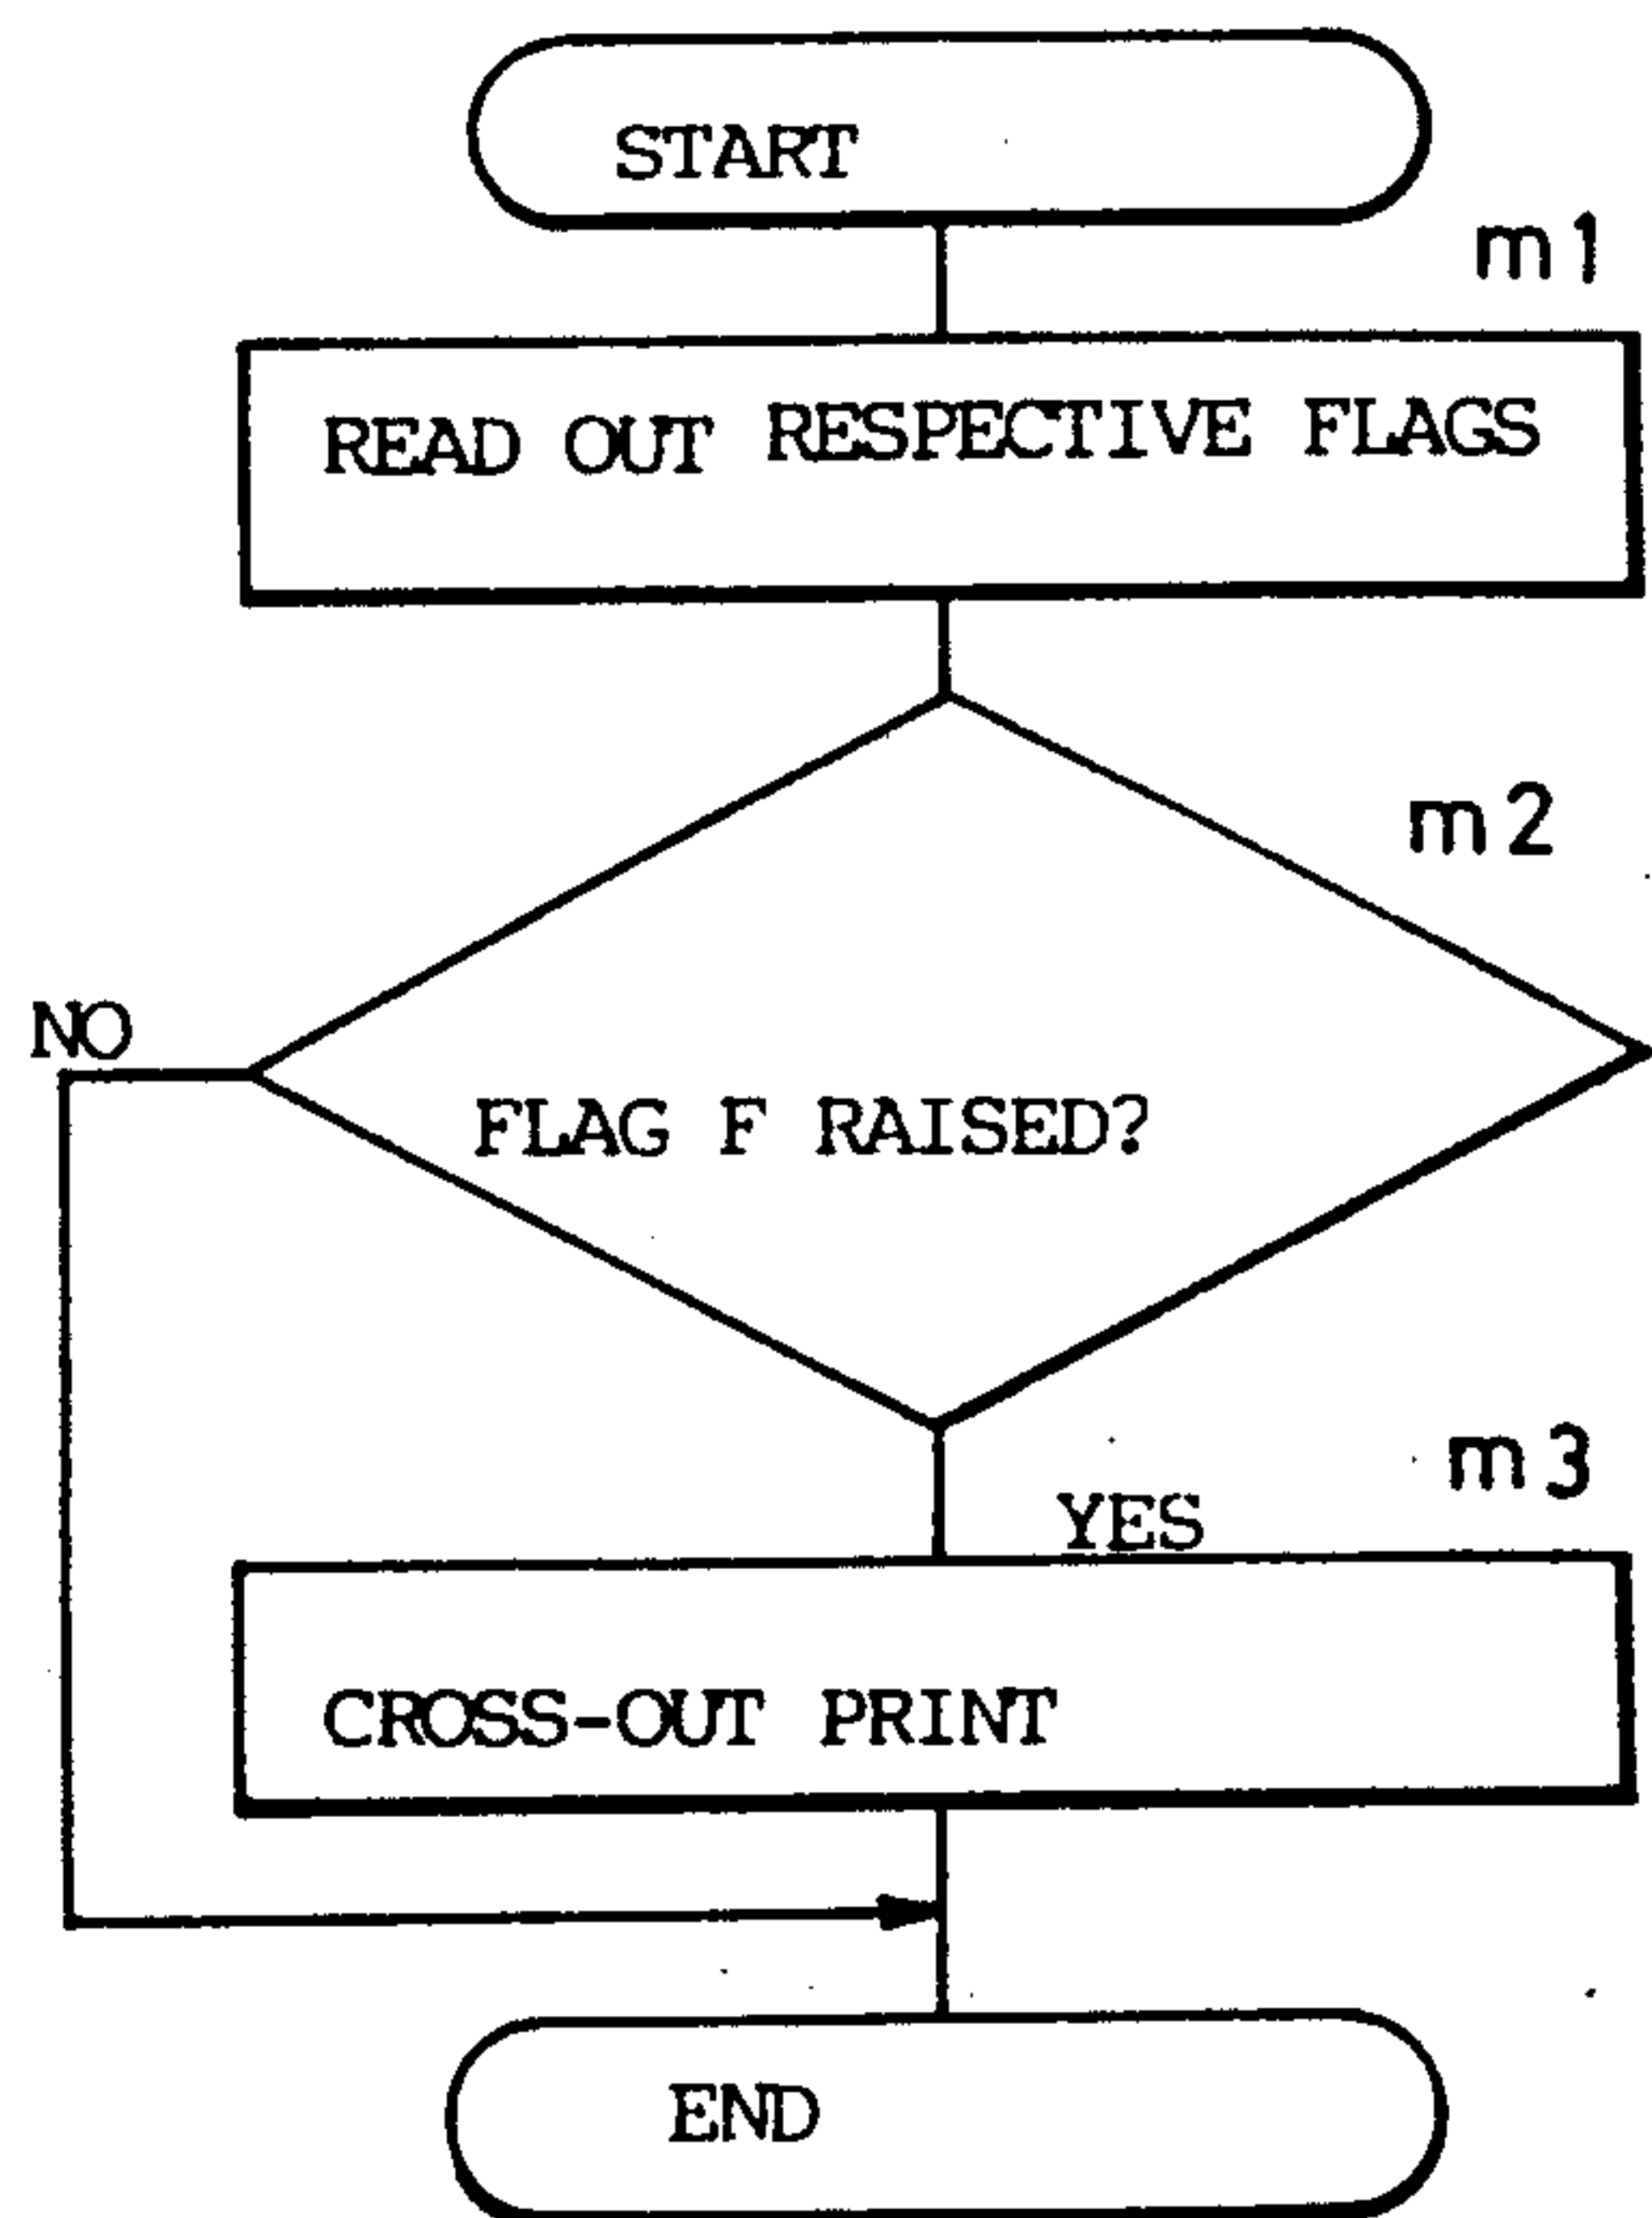 START
m1
READ OUT RESPECTIVE FLAGS
m2
NO
FLAG F RAISED?
m3
YES
CROSS-OUT PRINT
END